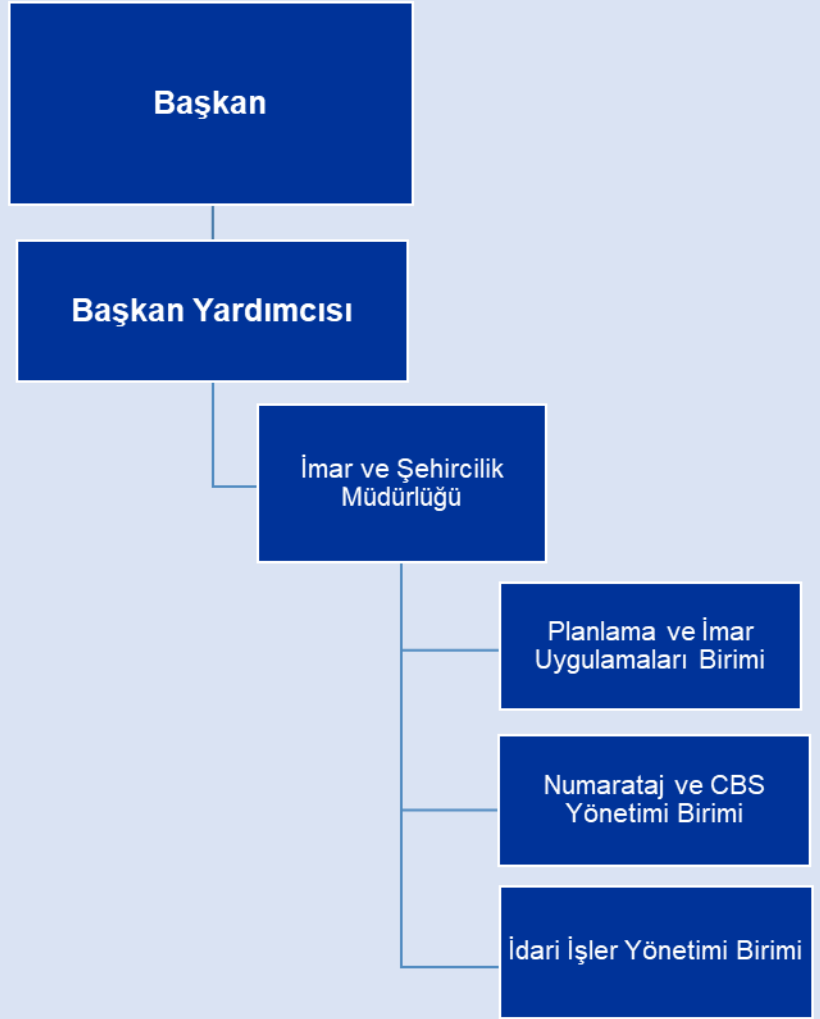 Başkan
Başkan Yardımcısı
İmar ve Şehircilik
Müdürlüğü
Planlama ve İmar
Uygulamaları Birimi
Numarataj ve CBS
Yönetimi Birimi
İdari İşler Yönetimi Birimi